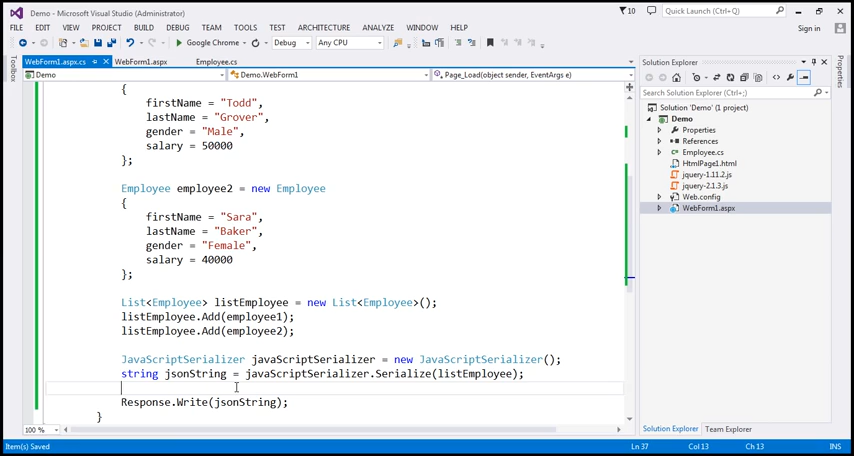 Demo - Microsoft Visual Studio (Administrator)
10
Quick Launch (Ctrl+Q)
FILE EDIT VIEW PROJECT BUILD DEBUG TEAM TOOLS TEST ARCHITECTURE ANALYZE WINDOW HELP
Sign in
Google Chrome Debug Any CPU
WebForm1.aspx.cs WebForm1.aspx Employee.cs
Demo Demo.WebForm1 Page_Load(object sender, EventArgs e)
Toolbox
{
firstName = "Todd",
lastName = "Grover",
gender = "Male",
salary = 50000
};
Employee employee2 = new Employee
{
firstName = "Sara",
lastName = "Baker",
gender = "Female",
salary = 40000
};
List<Employee> listEmployee = new List<Employee>();
listEmployee.Add(employee1);
listEmployee.Add(employee2);
JavaScriptSerializer javaScriptSerializer = new JavaScriptSerializer();
string jsonString = javaScriptSerializer.Serialize(listEmployee);
Response.Write(jsonString);
}
100 %
Solution Explorer
Search Solution Explorer (Ctrl+;)
Solution 'Demo' (1 project)
Demo
Properties
References
Employee.cs
HtmlPage1.html
jquery-1.11.2.js
jquery-2.1.3.js
Web.config
WebForm1.aspx
Solution Explorer Team Explorer
Properties
Item(s) Saved Ln 37 Col 13 Ch 13 INS